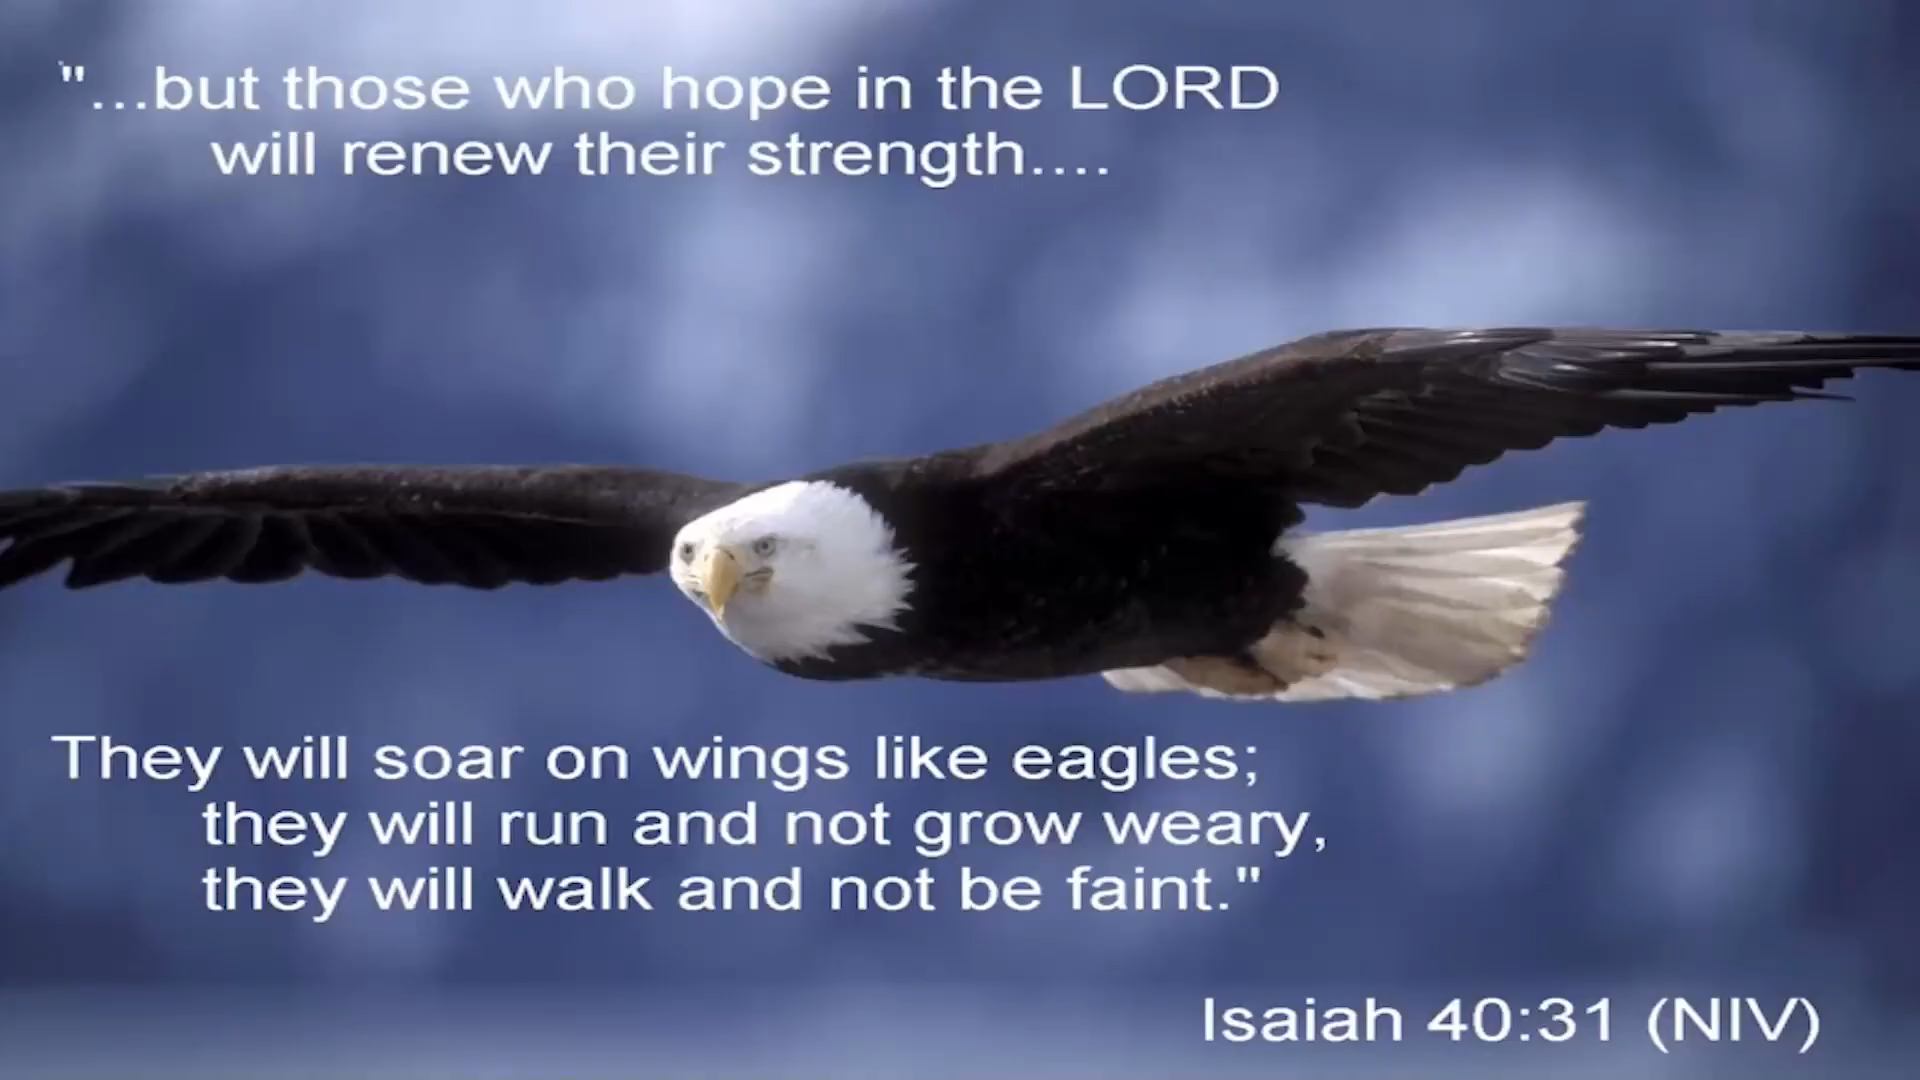 "...but those who hope in the LORD
will renew their strength....
They will soar on wings like eagles;
they will run and not grow weary,
they will walk and not be faint."
Isaiah 40:31 (NIV)